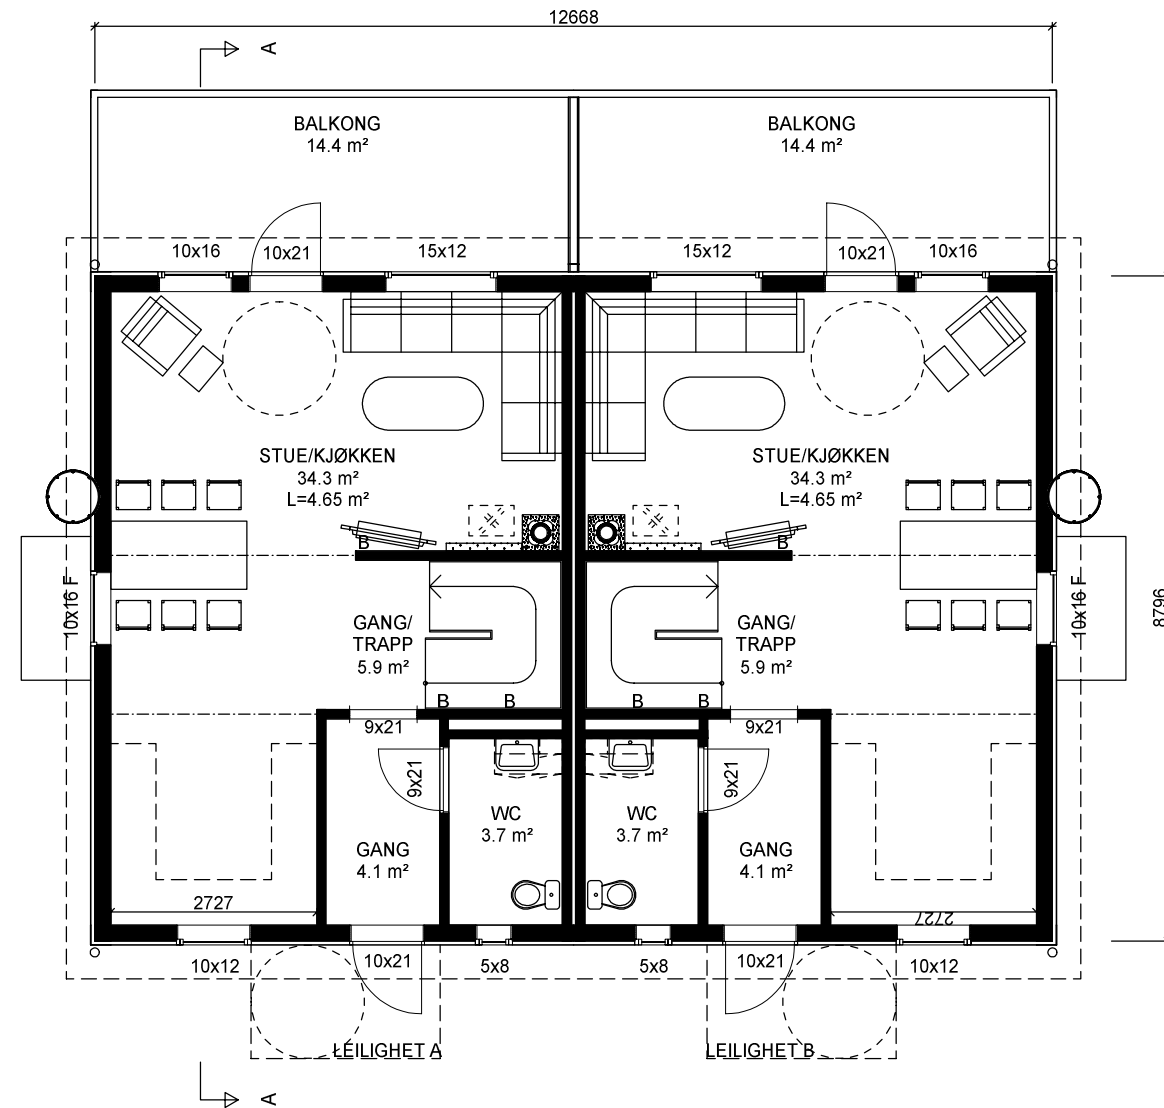 12668
A
BALKONG
14.4 m²
BALKONG
14.4 m²
10x16
10x21
15x12
15x12
10x21
10x16
STUE/KJØKKEN
34.3 m²
L=4.65 m²
STUE/KJØKKEN
34.3 m²
L=4.65 m²
B
B
10x16 F
GANG/
TRAPP
5.9 m²
GANG/
TRAPP
5.9 m²
10x16 F
8796
B
B
B
B
9x21
9x21
9x21
9x21
WC
3.7 m²
WC
3.7 m²
GANG
4.1 m²
GANG
4.1 m²
2727
2727
10x12
10x21
5x8
5x8
10x21
10x12
LEILIGHET A
LEILIGHET B
A